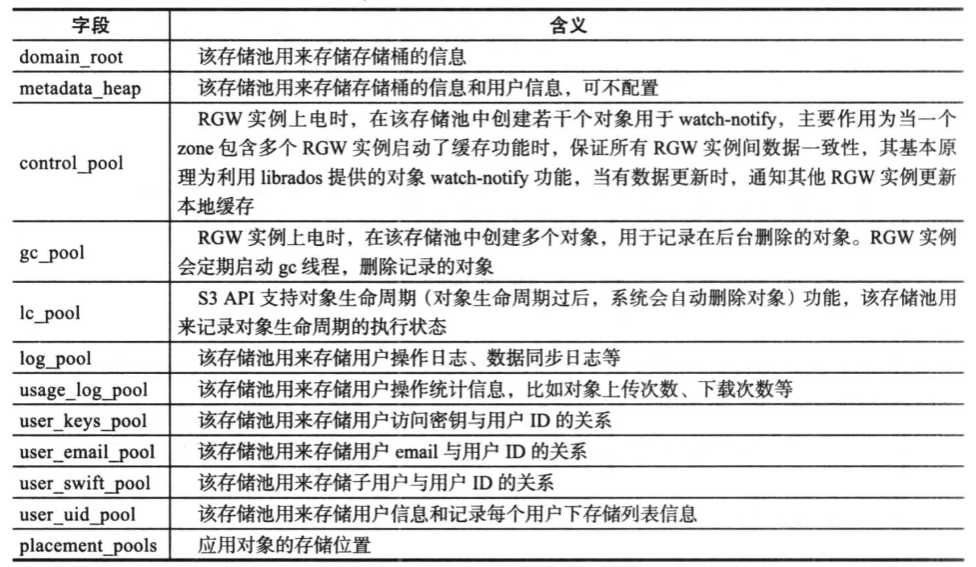 字段 含义
domain_root 该存储池用来存储存储桶的信息
metadata_heap 该存储池用来存储存储桶的信息和用户信息，可不配置
RGW 实例上电时，在该存储池中创建若干个对象用于 watch-notify，主要作用为当一个
zone 包含多个 RGW 实例启动了缓存功能时，保证所有 RGW 实例间数据一致性，其基本原
control_pool
理为利用 librados 提供的对象 watch-notify 功能，当有数据更新时，通知其他 RGW 实例更新
本地缓存
RGW 实例上电时，在该存储池中创建多个对象，用于记录在后台删除的对象。RGW 实例
gc_pool
会定期启动 gc 线程，删除记录的对象
S3 API 支持对象生命周期（对象生命周期过后，系统会自动删除对象）功能，该存储池用
lc_pool
来记录对象生命周期的执行状态
log_pool 该存储池用来存储用户操作日志、数据同步日志等
usage_log_pool 该存储池用来存储用户操作统计信息，比如对象上传次数、下载次数等
user_keys_pool 该存储池用来存储用户访问密钥与用户 ID 的关系
user_email_pool 该存储池用来存储用户 email 与用户 ID 的关系
user_swift_pool 该存储池用来存储子用户与用户 ID 的关系
user_uid_pool 该存储池用来存储用户信息和记录每个用户下存储列表信息
placement_pools 应用对象的存储位置